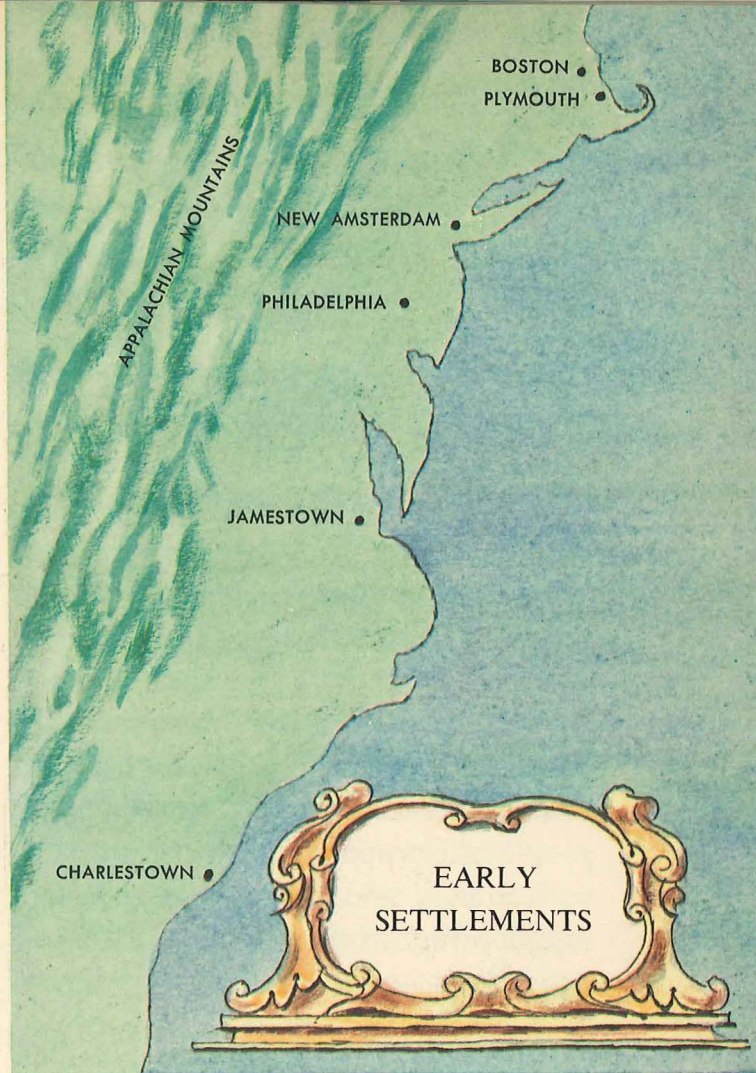 BOSTON
PLYMOUTH
APPALACHIAN MOUNTAINS
NEW AMSTERDAM
PHILADELPHIA
JAMESTOWN
CHARLESTOWN
EARLY
SETTLEMENTS